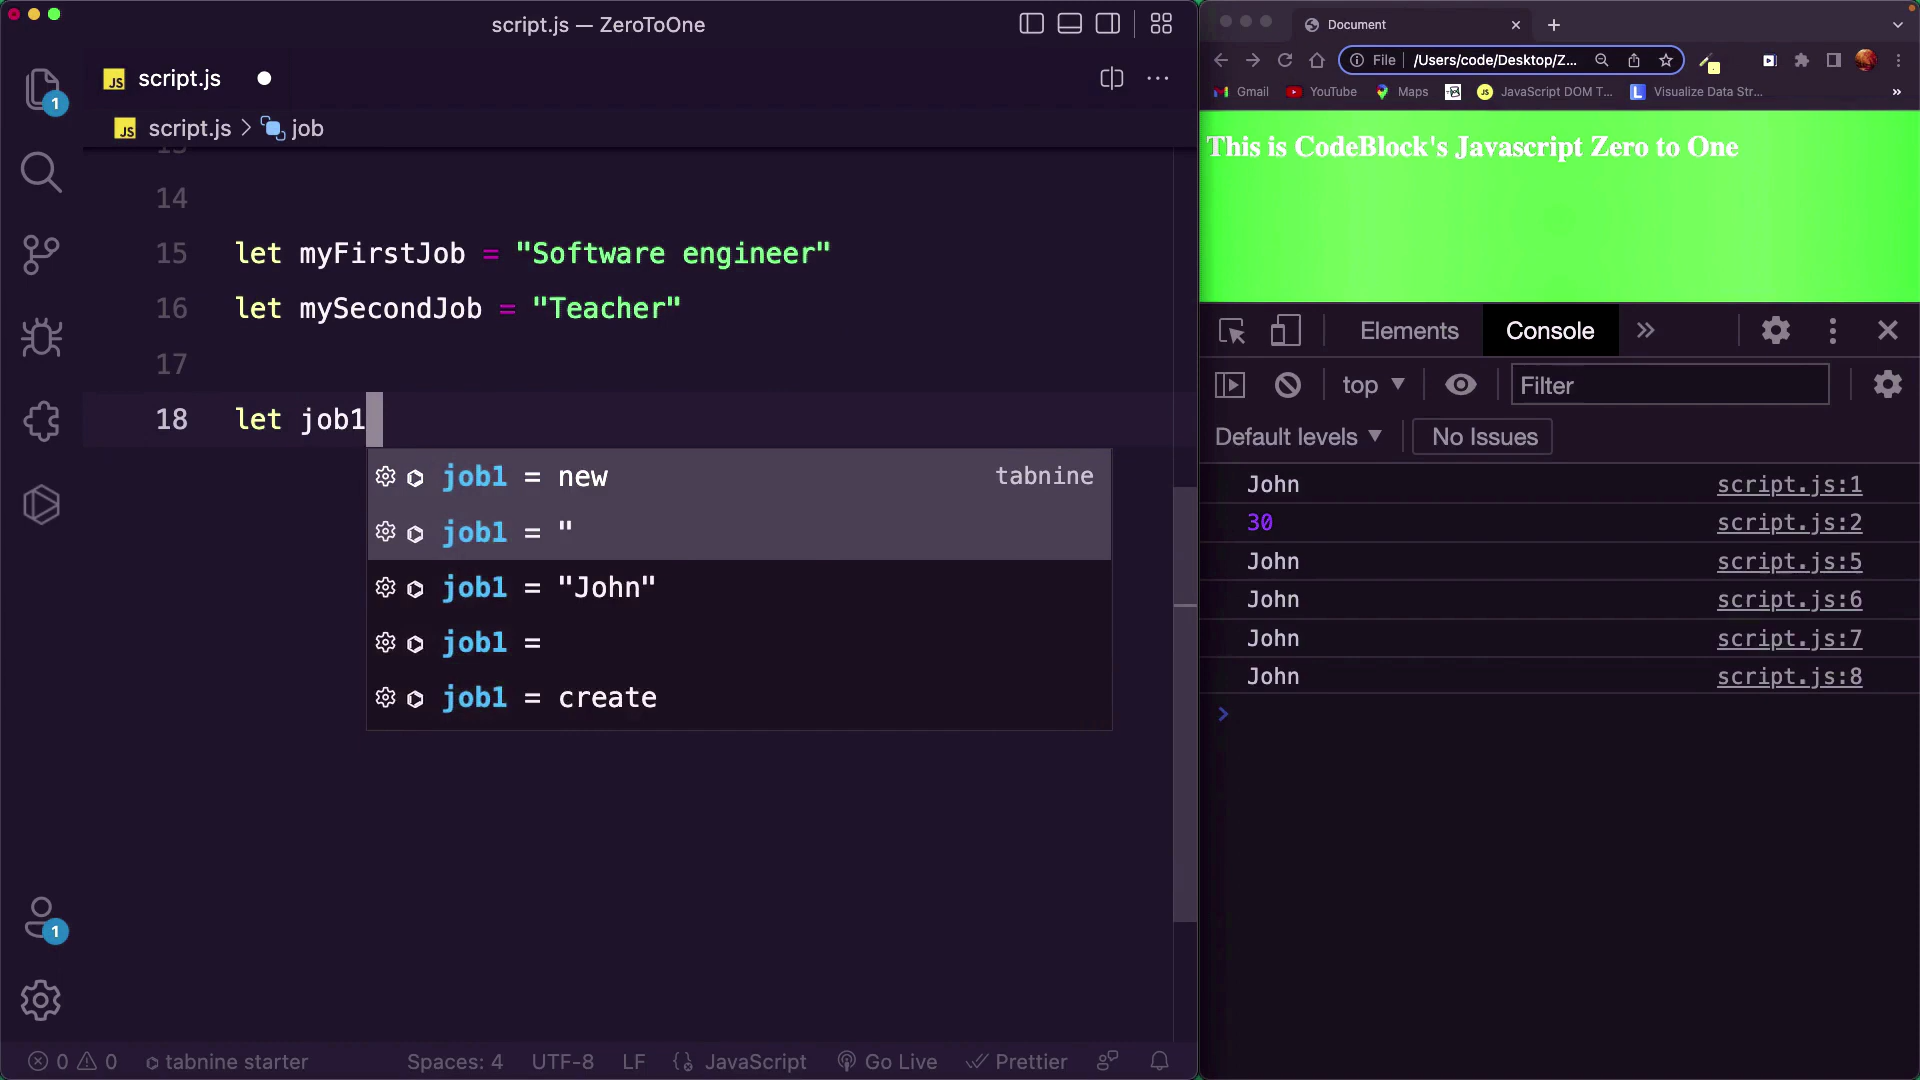 script.js — ZeroToOne
JS script.js
1
JS script.js > job
14
15 let myFirstJob = "Software engineer"
16 let mySecondJob = "Teacher"
17
18 let job1
job1 = new tabnine
job1 = "
job1 = "John"
job1 =
job1 = create
1
0 0 tabnine starter Spaces: 4 UTF-8 LF JavaScript Go Live Prettier
Document
File /Users/code/Desktop/Z...
Gmail YouTube Maps JS JavaScript DOM T... L Visualize Data Str... »
This is CodeBlock's Javascript Zero to One
Elements Console »
top Filter
Default levels No Issues
John script.js:1
30 script.js:2
John script.js:5
John script.js:6
John script.js:7
John script.js:8
>